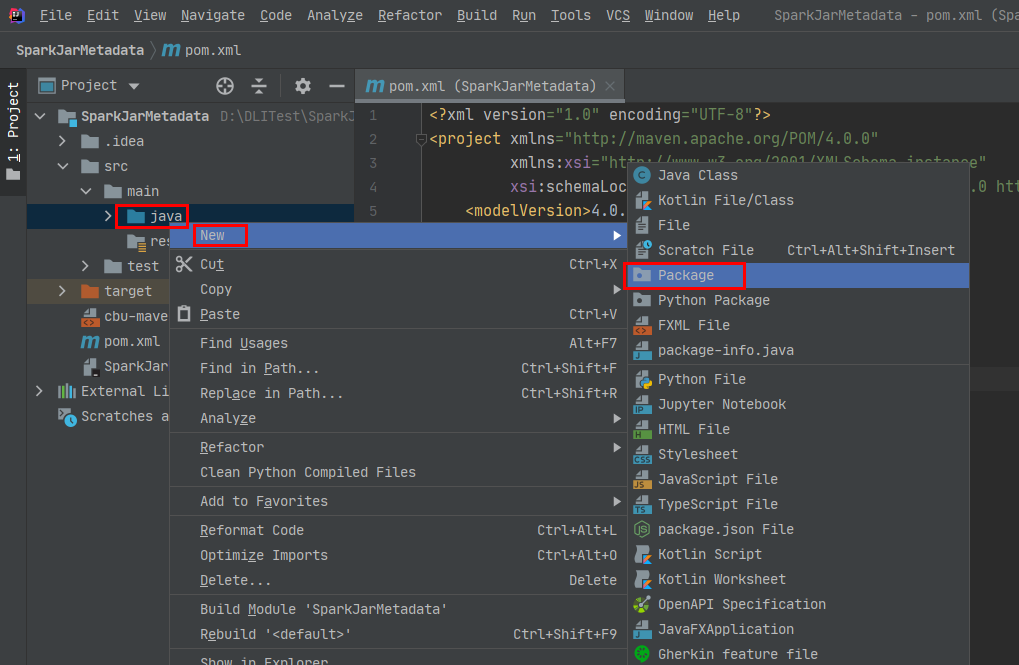 File Edit View Navigate Code Analyze Refactor Build Run Tools VCS Window Help SparkJarMetadata - pom.xml (Spa
SparkJarMetadata pom.xml
1: Project
Project
pom.xml (SparkJarMetadata)
SparkJarMetadata D:\DLITest\SparkJ
.idea
src
main
java
res
test
target
cbu-mave
pom.xml
SparkJar
External Li
Scratches a
1 <?xml version="1.0" encoding="UTF-8"?>
2 <project xmlns="http://maven.apache.org/POM/4.0.0"
3 xmlns:xsi="http://www.w3.org/2001/XMLSchema-instance"
4 xsi:schemaLoc .0 htt
5 <modelVersion>4.0.
New
Cut Ctrl+X
Copy
Paste Ctrl+V
Find Usages Alt+F7
Find in Path... Ctrl+Shift+F
Replace in Path... Ctrl+Shift+R
Analyze
Refactor
Clean Python Compiled Files
Add to Favorites
Reformat Code Ctrl+Alt+L
Optimize Imports Ctrl+Alt+O
Delete... Delete
Build Module 'SparkJarMetadata'
Rebuild '<default>' Ctrl+Shift+F9
Show in Explorer
Java Class
Kotlin File/Class
File
Scratch File Ctrl+Alt+Shift+Insert
Package
Python Package
FXML File
package-info.java
Python File
Jupyter Notebook
HTML File
Stylesheet
JavaScript File
TypeScript File
package.json File
Kotlin Script
Kotlin Worksheet
OpenAPI Specification
JavaFXApplication
Gherkin feature file